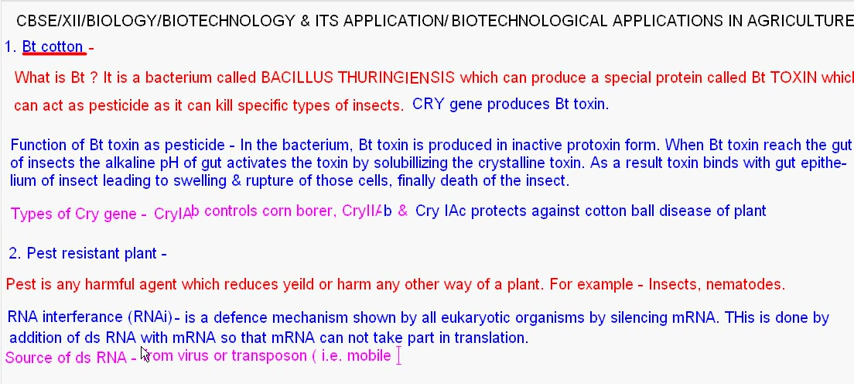 CBSE/XII/BIOLOGY/BIOTECHNOLOGY & ITS APPLICATION/ BIOTECHNOLOGICAL APPLICATIONS IN AGRICULTURE
1. Bt cotton -
What is Bt ? It is a bacterium called BACILLUS THURINGIENSIS which can produce a special protein called Bt TOXIN which
can act as pesticide as it can kill specific types of insects. CRY gene produces Bt toxin.
Function of Bt toxin as pesticide - In the bacterium, Bt toxin is produced in inactive protoxin form. When Bt toxin reach the gut
of insects the alkaline pH of gut activates the toxin by solubillizing the crystalline toxin. As a result toxin binds with gut epithe-
lium of insect leading to swelling & rupture of those cells, finally death of the insect.
Types of Cry gene - CryIAb controls corn borer, CryIIAb & Cry IAc protects against cotton ball disease of plant
2. Pest resistant plant -
Pest is any harmful agent which reduces yeild or harm any other way of a plant. For example - Insects, nematodes.
RNA interferance (RNAi)- is a defence mechanism shown by all eukaryotic organisms by silencing mRNA. THis is done by
addition of ds RNA with mRNA so that mRNA can not take part in translation.
Source of ds RNA - from virus or transposon ( i.e. mobile